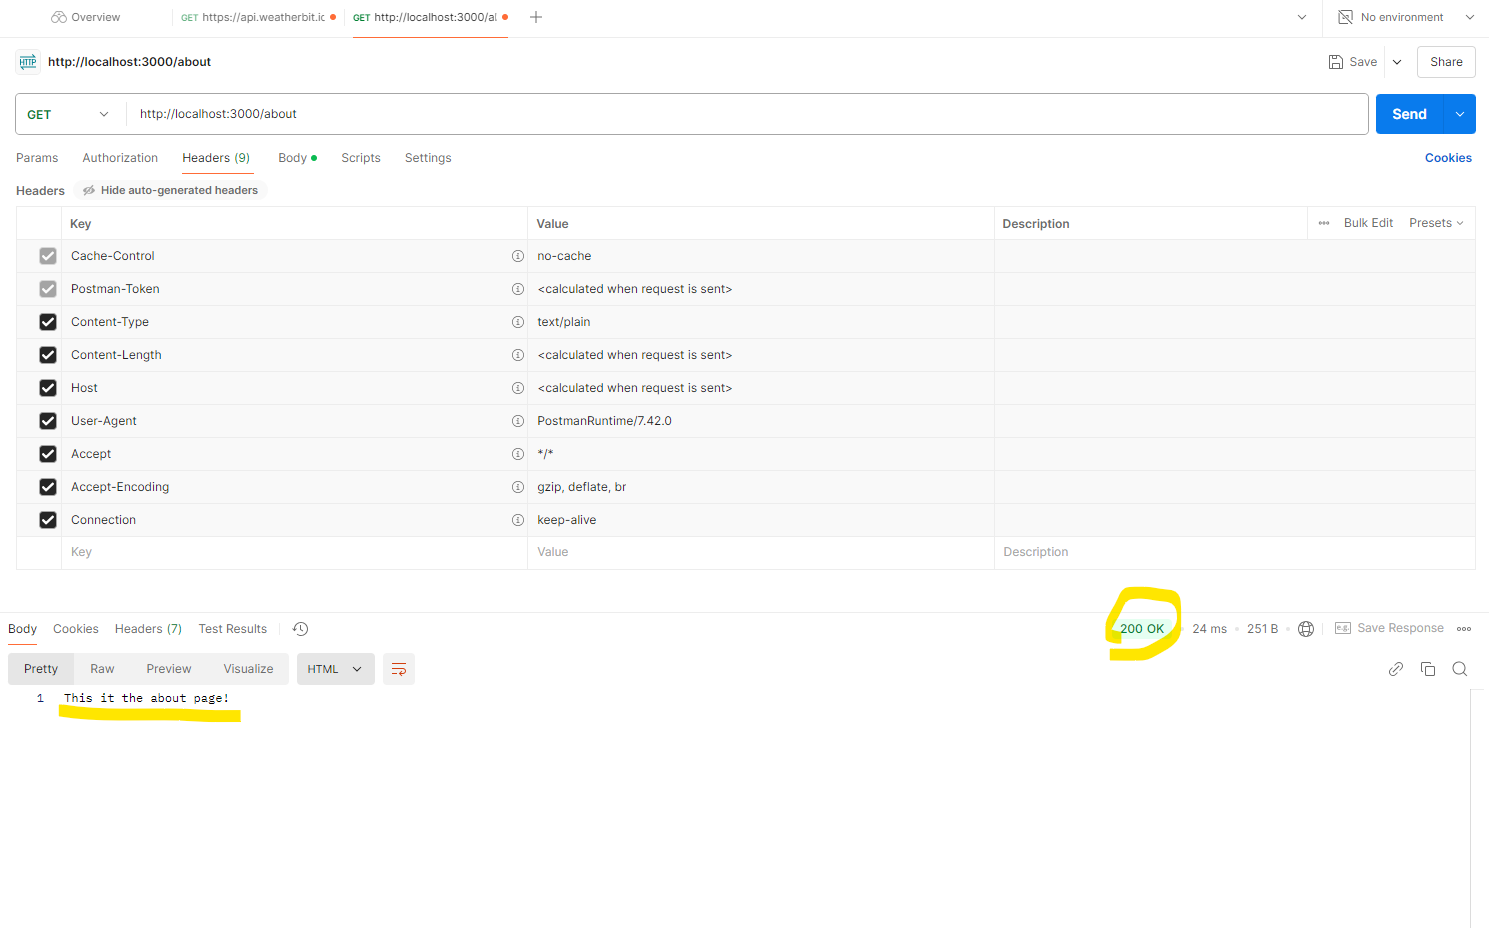 Overview GET https://api.weatherbit.ic GET http://localhost:3000/al No environment
HTTP http://localhost:3000/about Save Share
GET http://localhost:3000/about Send
Params Authorization Headers (9) Body Scripts Settings Cookies
Headers Hide auto-generated headers
Key Value Description Bulk Edit Presets
Cache-Control no-cache
Postman-Token <calculated when request is sent>
Content-Type text/plain
Content-Length <calculated when request is sent>
Host <calculated when request is sent>
User-Agent PostmanRuntime/7.42.0
Accept */*
Accept-Encoding gzip, deflate, br
Connection keep-alive
Key Value Description
Body Cookies Headers (7) Test Results 200 OK 24 ms 251 B e.g. Save Response
Pretty Raw Preview Visualize HTML
1 This it the about page!